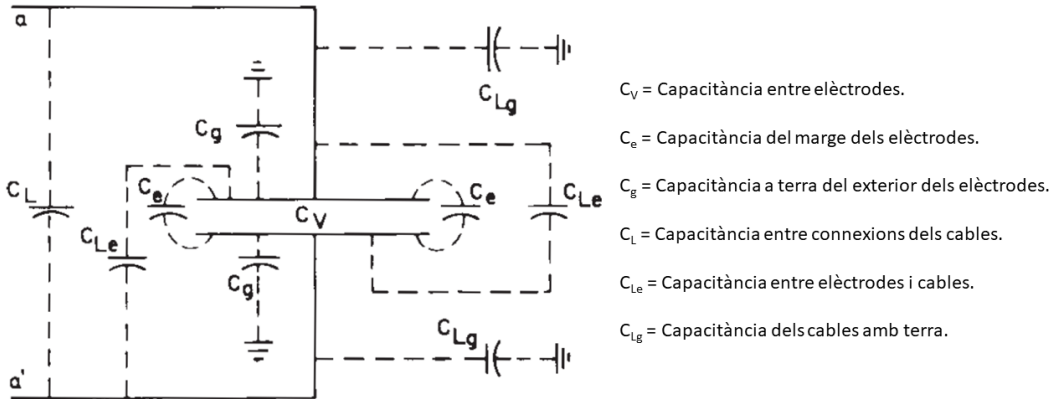 a
C_Lg
C_V = Capacitància entre elèctrodes.
C_g
C_e = Capacitància del marge dels elèctrodes.
C_L
C_e
C_V
C_e
C_Le
C_g = Capacitància a terra del exterior dels elèctrodes.
C_Le
C_L = Capacitància entre connexions dels cables.
C_g
C_Le = Capacitància entre elèctrodes i cables.
C_Lg
C_Lg = Capacitància dels cables amb terra.
a'